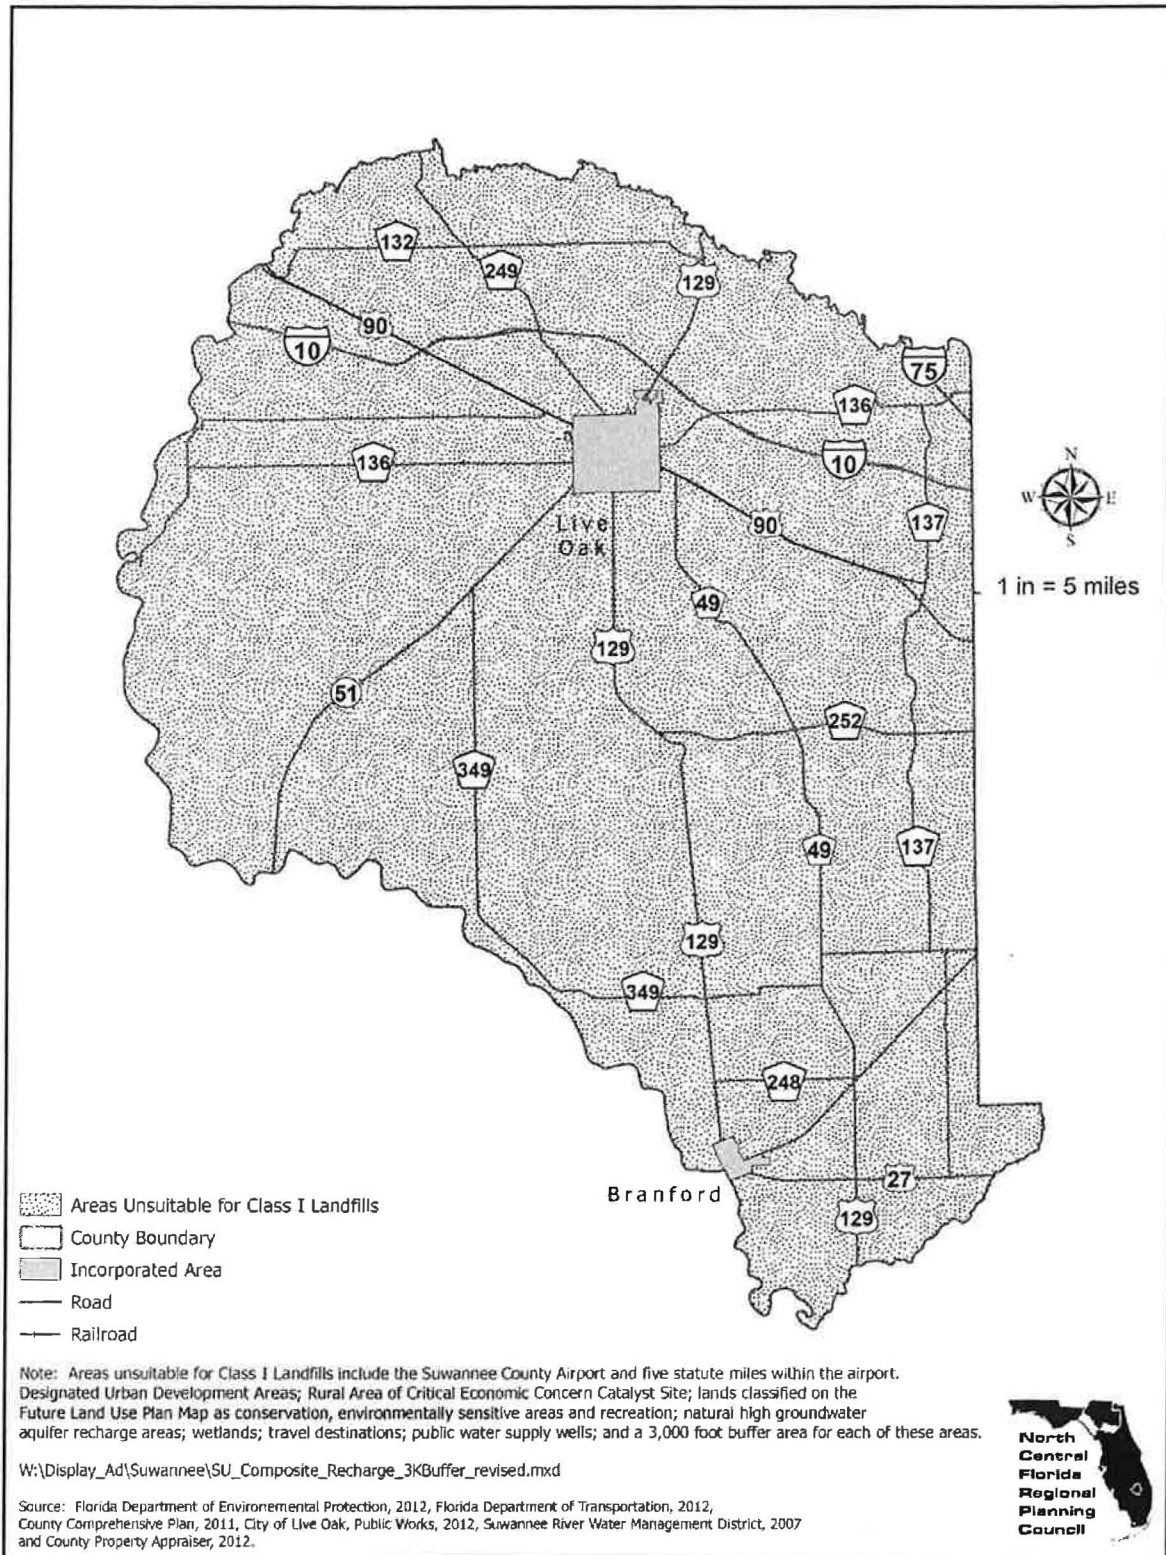 132
249
129
90
10
75
136
136
10
N
W E
S
137
Live
Oak
90
1 in = 5 miles
49
129
51
252
349
49
137
129
349
248
Branford
27
129
Areas Unsuitable for Class I Landfills
County Boundary
Incorporated Area
Road
Railroad
Note: Areas unsuitable for Class I Landfills include the Suwannee County Airport and five statute miles within the airport.
Designated Urban Development Areas; Rural Area of Critical Economic Concern Catalyst Site; lands classified on the
Future Land Use Plan Map as conservation, environmentally sensitive areas and recreation; natural high groundwater
aquifer recharge areas; wetlands; travel destinations; public water supply wells; and a 3,000 foot buffer area for each of these areas.
W:\Display_Ad\Suwannee\SU_Composite_Recharge_3KBuffer_revised.mxd
Source: Florida Department of Environemental Protection, 2012, Florida Department of Transportation, 2012,
County Comprehensive Plan, 2011, City of Live Oak, Public Works, 2012, Suwannee River Water Management District, 2007
and County Property Appraiser, 2012.
North
Central
Florida
Regional
Planning
Council